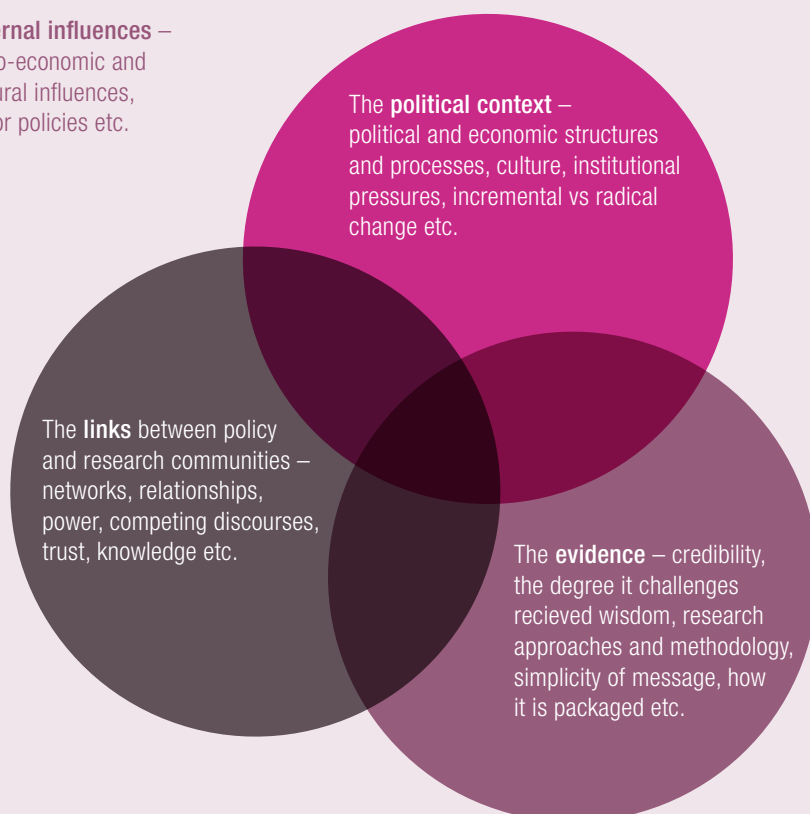 ernal influences –
o-economic and
ural influences,
or policies etc.
The political context –
political and economic structures
and processes, culture, institutional
pressures, incremental vs radical
change etc.
The links between policy
and research communities –
networks, relationships,
power, competing discourses,
trust, knowledge etc.
The evidence – credibility,
the degree it challenges
recieved wisdom, research
approaches and methodology,
simplicity of message, how
it is packaged etc.